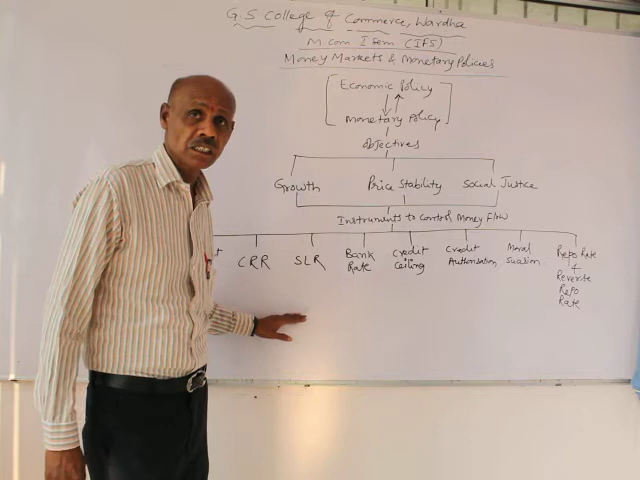 G.S College of Commerce, Wardha
M.Com I Sem (IFS)
Money Markets & Monetary Policies
Economic Policy
Monetary Policy
Objectives
Growth
Price Stability
Social Justice
Instruments to Control Money Flow
CRR
SLR
Bank
Rate
Credit
Ceiling
Credit
Authorisation
Moral
Suasion
Repo Rate
+
Reverse
Repo
Rate